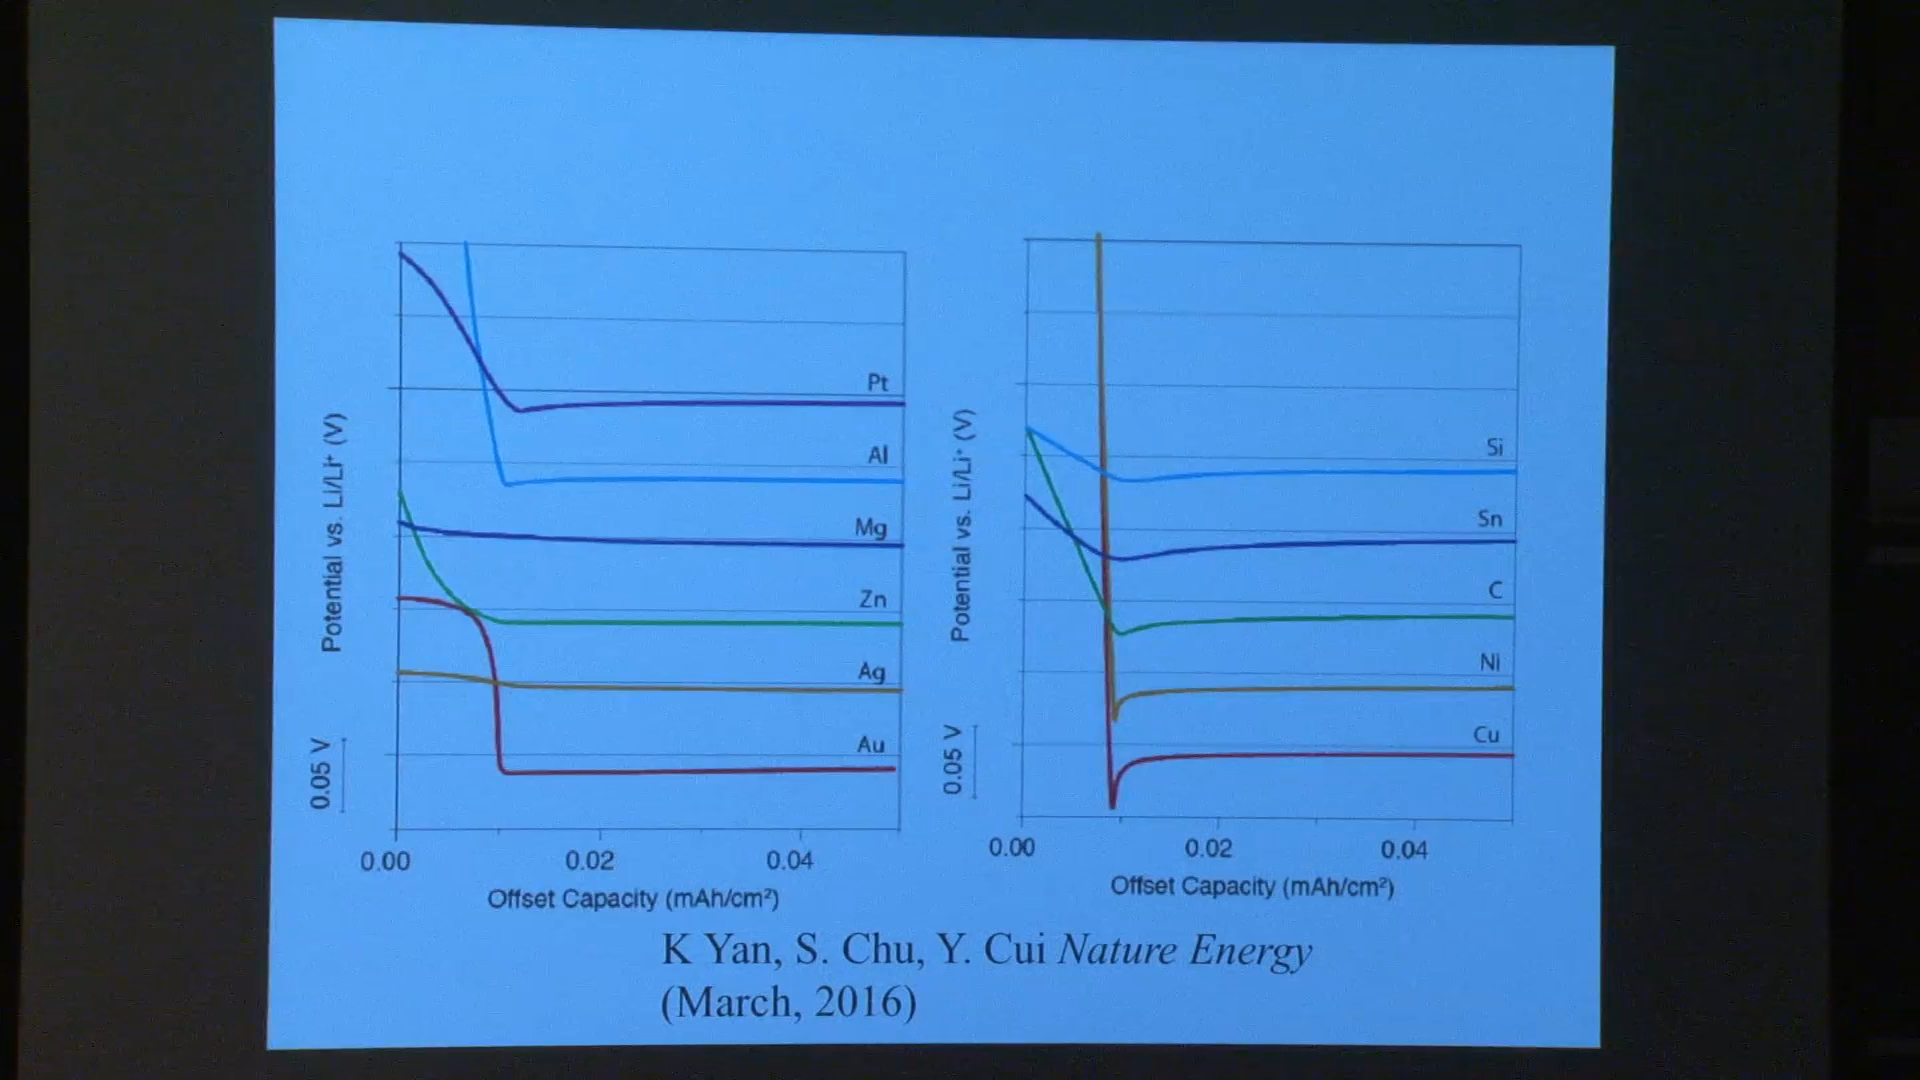 Potential vs. Li/Li⁺ (V)
0.05 V
Pt
Al
Mg
Zn
Ag
Au
0.00 0.02 0.04
Offset Capacity (mAh/cm²)
Potential vs. Li/Li⁺ (V)
0.05 V
Si
Sn
C
Ni
Cu
0.00 0.02 0.04
Offset Capacity (mAh/cm²)
K Yan, S. Chu, Y. Cui Nature Energy
(March, 2016)